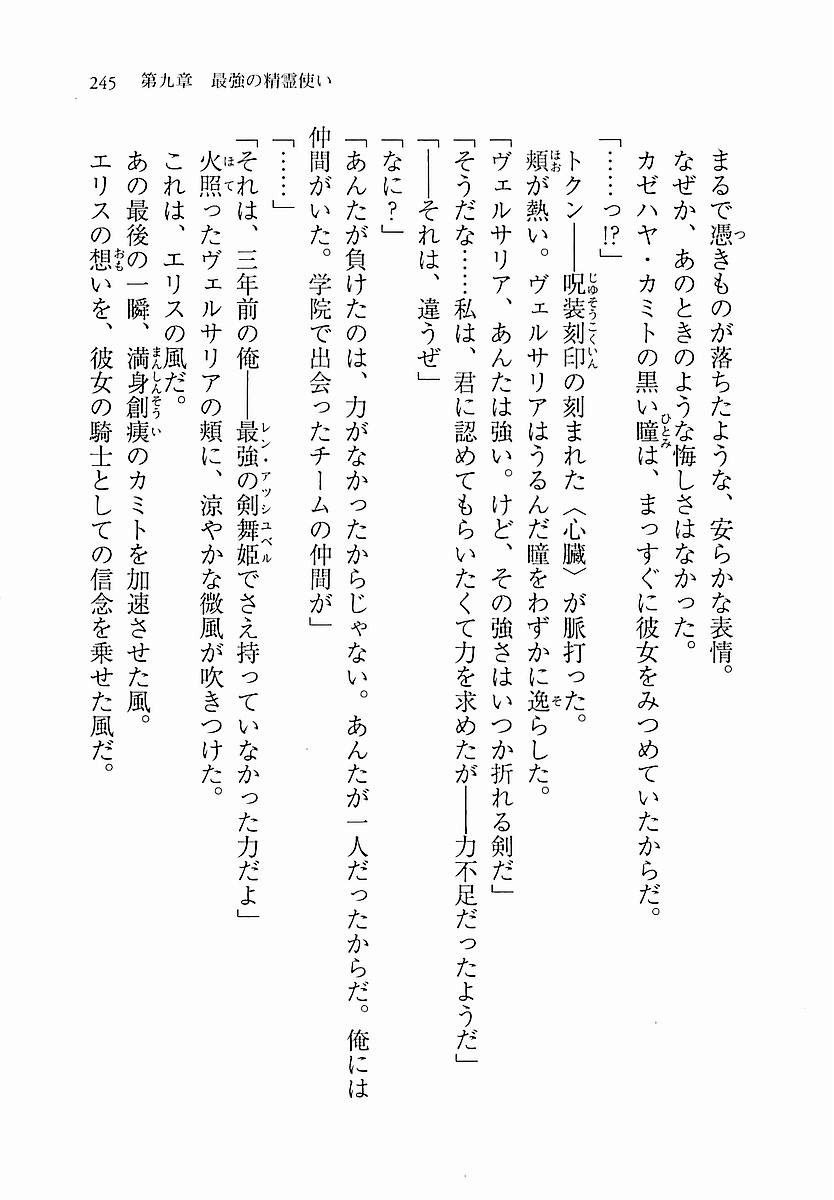 245　第九章　最強の精霊使い
まるで憑きものが落ちたような、安らかな表情。
なぜか、あのときのような悔しさはなかった。
カゼハヤ・カミトの黒い瞳は、まっすぐに彼女をみつめていたからだ。
「……っ!?」
トクン――呪装刻印の刻まれた〈心臓〉が脈打った。
頬が熱い。ヴェルサリアはうるんだ瞳をわずかに逸らした。
「ヴェルサリア、あんたは強い。けど、その強さはいつか折れる剣だ」
「そうだな……私は、君に認めてもらいたくて力を求めたが――力不足だったようだ」
「――それは、違うぜ」
「なに?」
「あんたが負けたのは、力がなかったからじゃない。あんたが一人だったからだ。俺には
仲間がいた。学院で出会ったチームの仲間が」
「……」
「それは、三年前の俺――最強の剣舞姫でさえ持っていなかった力だよ」
火照ったヴェルサリアの頬に、涼やかな微風が吹きつけた。
これは、エリスの風だ。
あの最後の一瞬、満身創痍のカミトを加速させた風。
エリスの想いを、彼女の騎士としての信念を乗せた風だ。